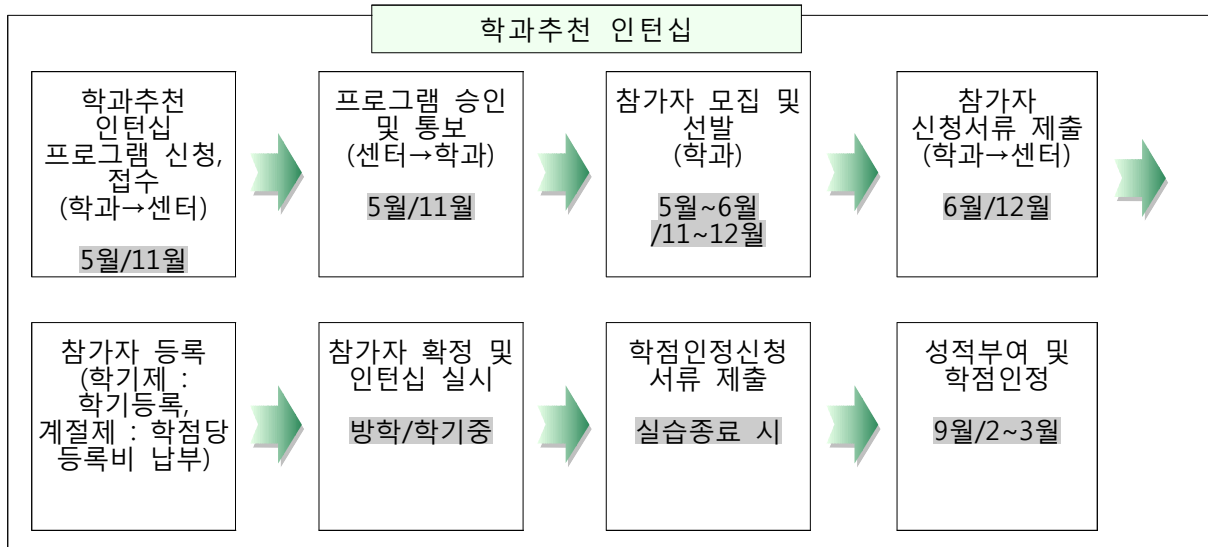 학과추천 인턴십
학과추천
인턴십
프로그램 신청,
접수
(학과→센터)
5월/11월
프로그램 승인
및 통보
(센터→학과)
5월/11월
참가자 모집 및
선발
(학과)
5월~6월
/11~12월
참가자
신청서류 제출
(학과→센터)
6월/12월
참가자 등록
(학기제 :
학기등록,
계절제 : 학점당
등록비 납부)
참가자 확정 및
인턴십 실시
방학/학기중
학점인정신청
서류 제출
실습종료 시
성적부여 및
학점인정
9월/2~3월